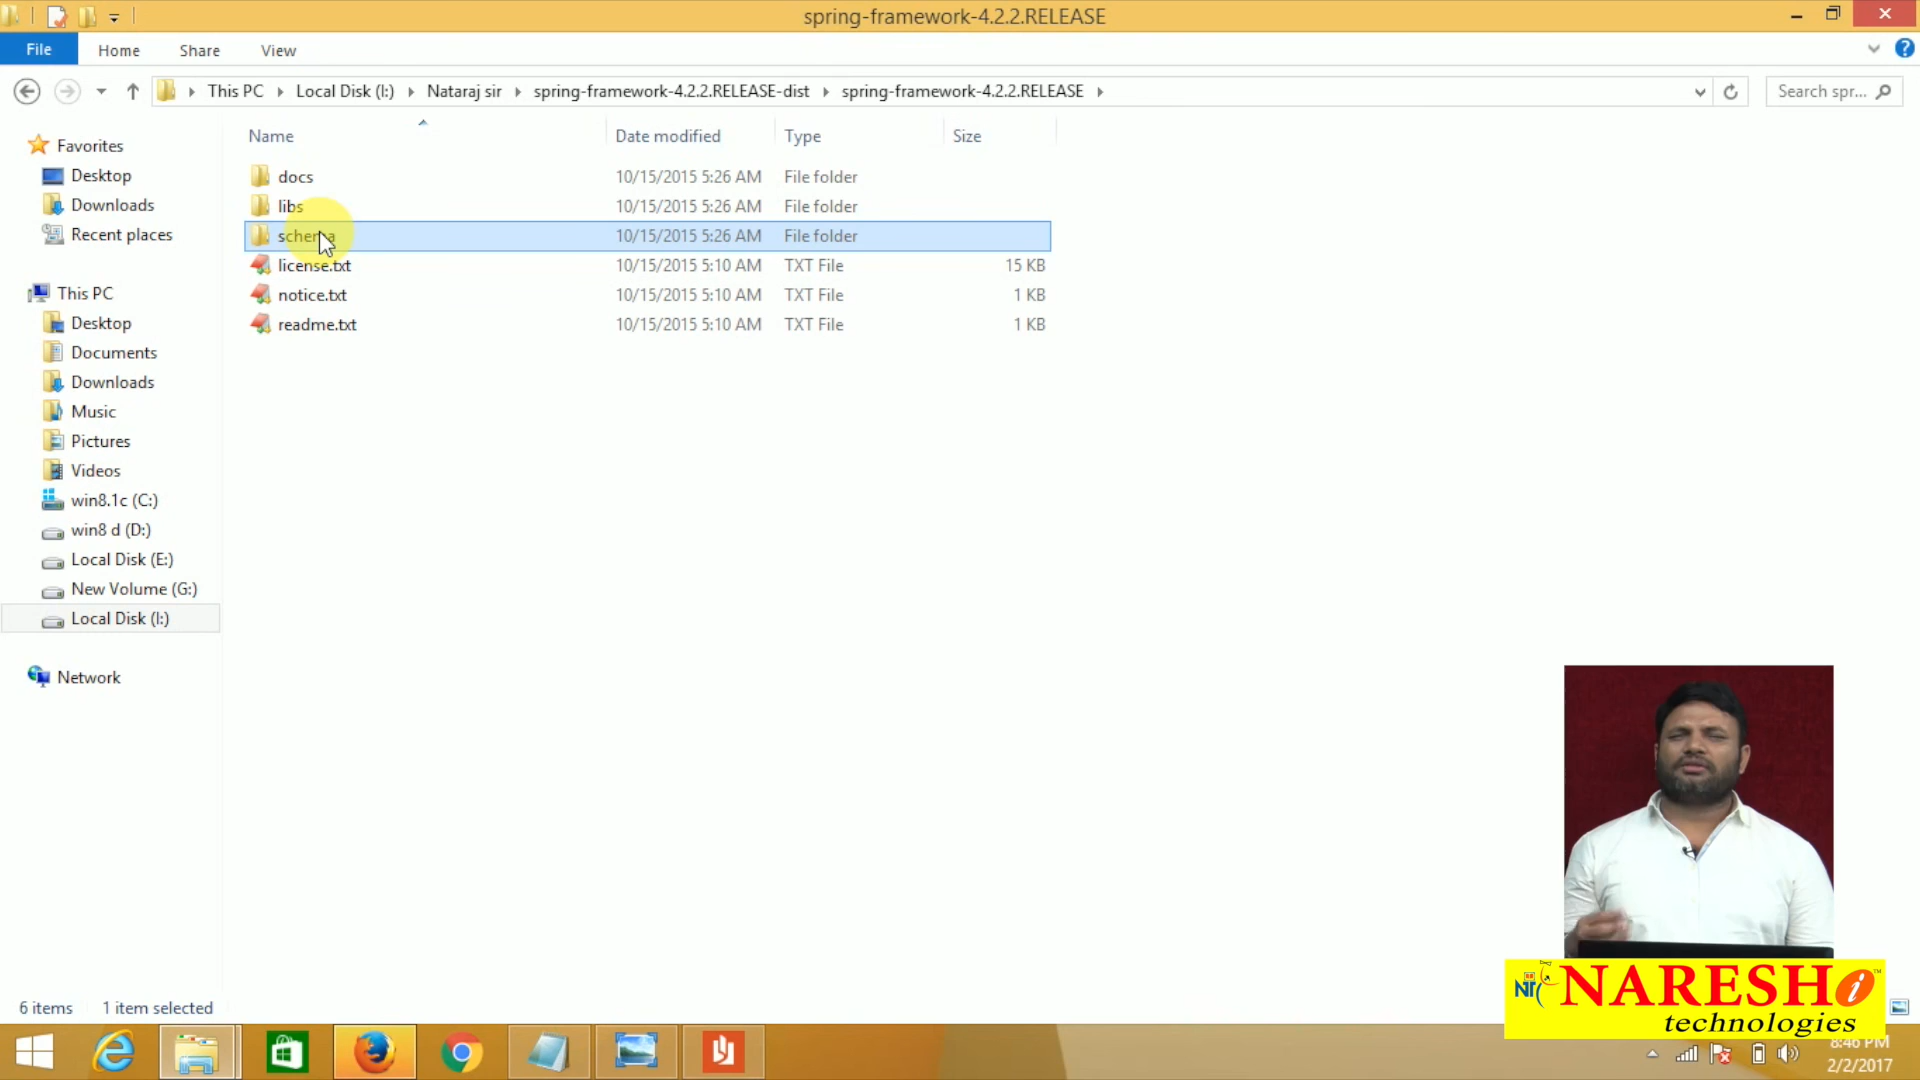 spring-framework-4.2.2.RELEASE
File Home Share View
This PC Local Disk (I:) Nataraj sir spring-framework-4.2.2.RELEASE-dist spring-framework-4.2.2.RELEASE
Search spr...
Name Date modified Type Size
docs 10/15/2015 5:26 AM File folder
libs 10/15/2015 5:26 AM File folder
schema 10/15/2015 5:26 AM File folder
license.txt 10/15/2015 5:10 AM TXT File 15 KB
notice.txt 10/15/2015 5:10 AM TXT File 1 KB
readme.txt 10/15/2015 5:10 AM TXT File 1 KB
Favorites
Desktop
Downloads
Recent places
This PC
Desktop
Documents
Downloads
Music
Pictures
Videos
win8.1c (C:)
win8 d (D:)
Local Disk (E:)
New Volume (G:)
Local Disk (I:)
Network
6 items 1 item selected
NARESH i ™
technologies
8:46 PM
2/2/2017